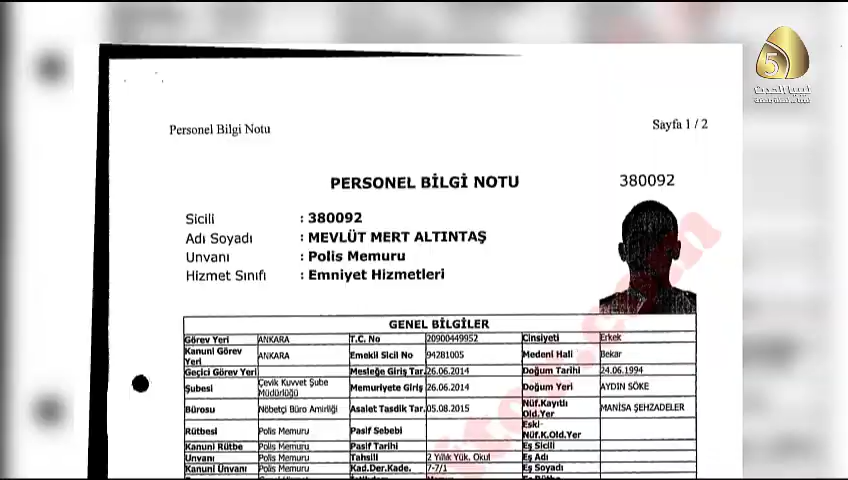 5
ليبيا الحدث
Personel Bilgi Notu
Sayfa 1 / 2
PERSONEL BİLGİ NOTU
380092
Sicili : 380092
Adı Soyadı : MEVLÜT MERT ALTINTAŞ
Unvanı : Polis Memuru
Hizmet Sınıfı : Emniyet Hizmetleri
GENEL BİLGİLER
Görev Yeri ANKARA T.C. No 20900449952 Cinsiyeti Erkek
Kanuni Görev Yeri ANKARA Emekli Sicil No 94281005 Medeni Hali Bekar
Geçici Görev Yeri Mesleğe Giriş Tar. 26.06.2014 Doğum Tarihi 24.06.1994
Şubesi Çevik Kuvvet Şube Müdürlüğü Memuriyete Giriş 26.06.2014 Doğum Yeri AYDIN SÖKE
Bürosu Nöbetçi Büro Amirliği Asalet Tasdik Tar. 05.08.2015 Nüf.Kayıtlı Old.Yer MANİSA ŞEHZADELER
Rütbesi Polis Memuru Pasif Sebebi Eski- Nüf.K.Old.Yer
Kanuni Rütbe Polis Memuru Pasif Tarihi Eş Sicili
Unvanı Polis Memuru Tahsili 2 Yıllık Yük. Okul Eş Adı
Kanuni Ünvanı Polis Memuru Kad.Der.Kade. 7-7/1 Eş Soyadı